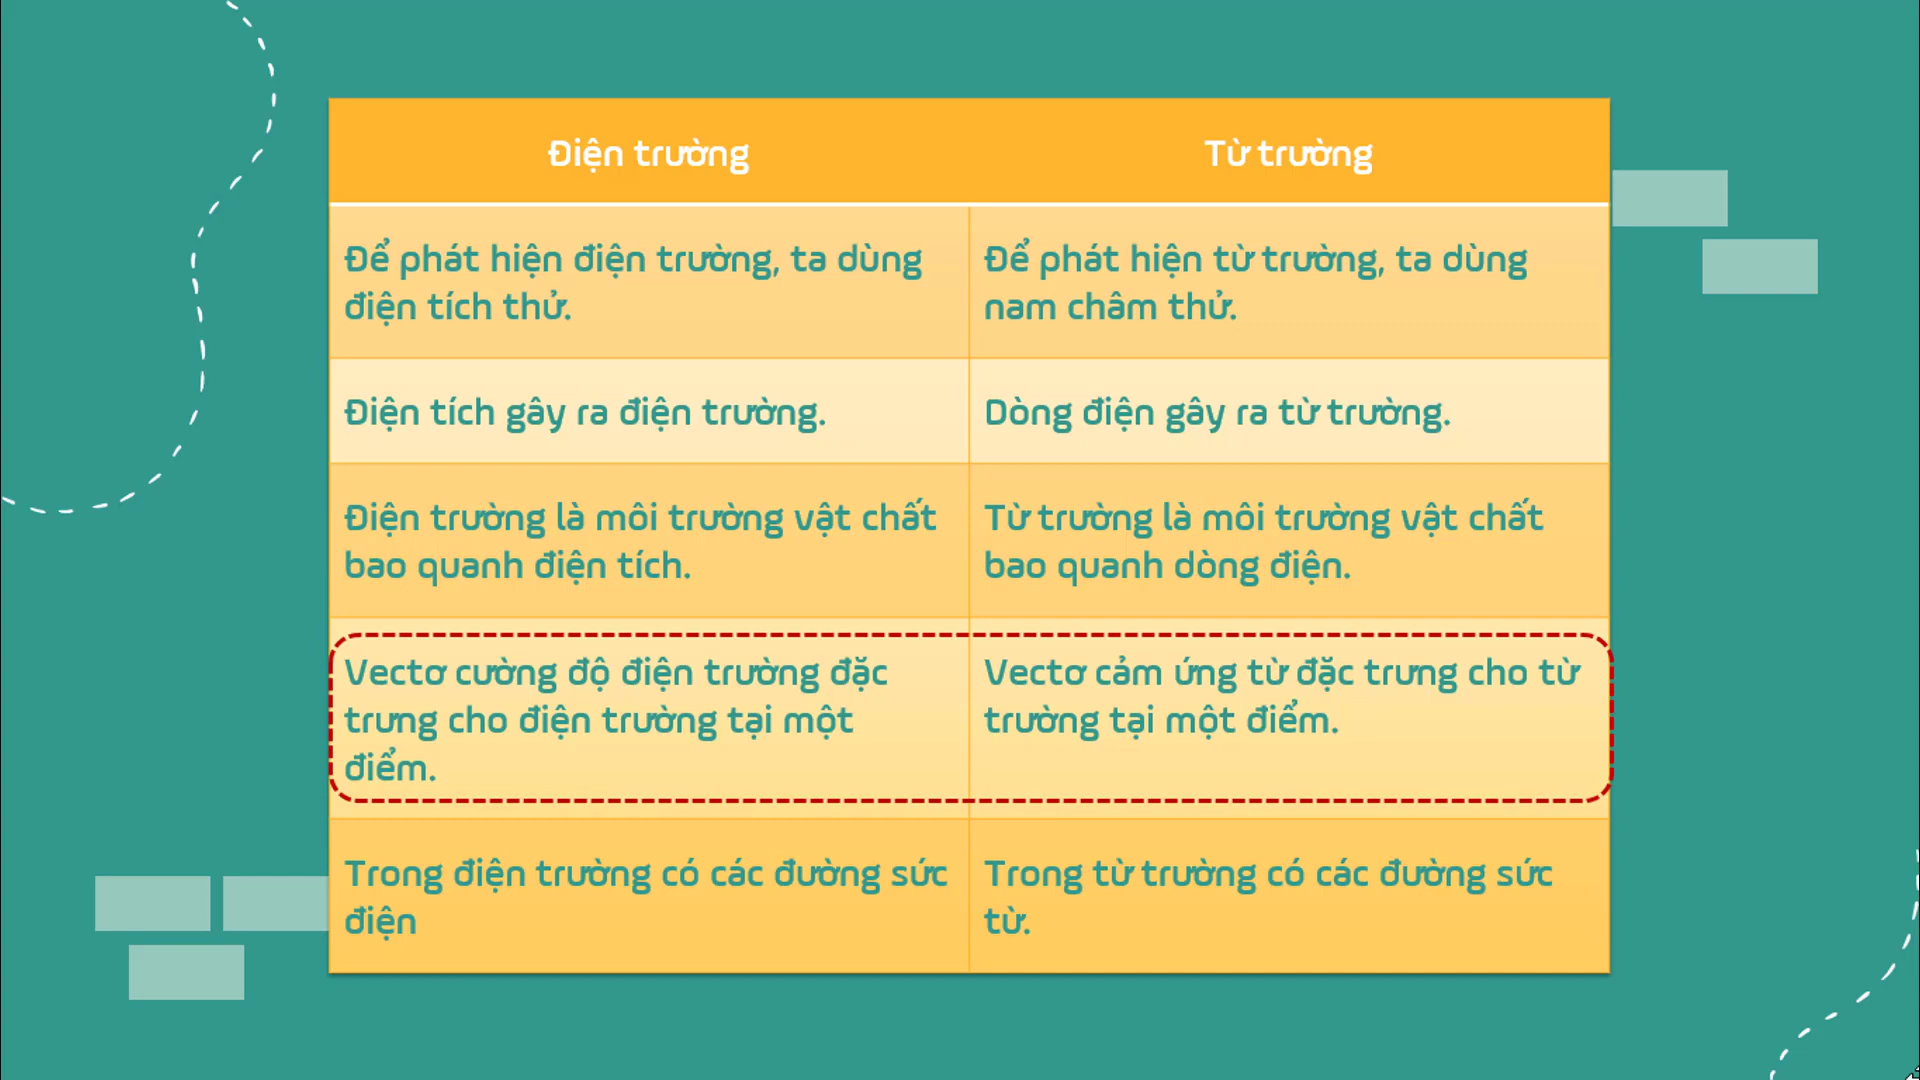 Điện trường
Từ trường
Để phát hiện điện trường, ta dùng
điện tích thử.
Để phát hiện từ trường, ta dùng
nam châm thử.
Điện tích gây ra điện trường.
Dòng điện gây ra từ trường.
Điện trường là môi trường vật chất
bao quanh điện tích.
Từ trường là môi trường vật chất
bao quanh dòng điện.
Vectơ cường độ điện trường đặc
trưng cho điện trường tại một
điểm.
Vectơ cảm ứng từ đặc trưng cho từ
trường tại một điểm.
Trong điện trường có các đường sức
điện
Trong từ trường có các đường sức
từ.